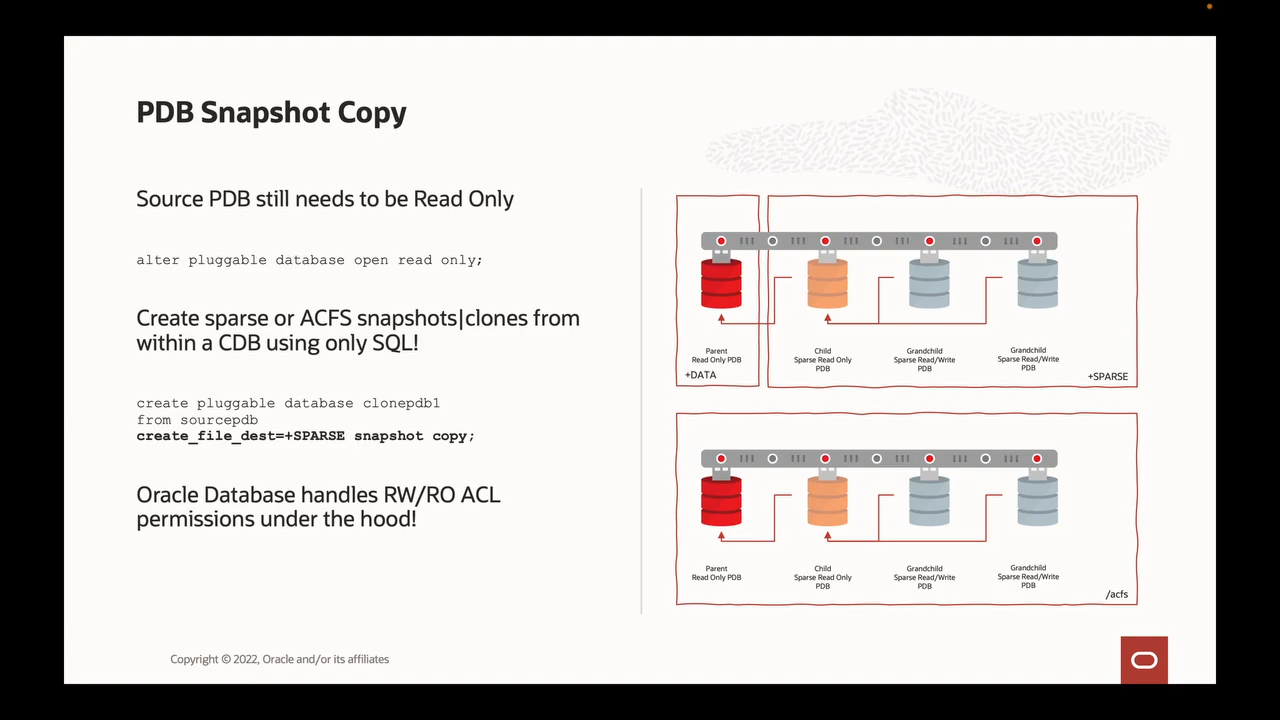 PDB Snapshot Copy
Source PDB still needs to be Read Only
alter pluggable database open read only;
Create sparse or ACFS snapshots|clones from
within a CDB using only SQL!
create pluggable database clonepdb1
from sourcepdb
create_file_dest=+SPARSE snapshot copy;
Oracle Database handles RW/RO ACL
permissions under the hood!
Parent
Read Only PDB
+DATA
Child
Sparse Read Only
PDB
Grandchild
Sparse Read/Write
PDB
Grandchild
Sparse Read/Write
PDB
+SPARSE
Parent
Read Only PDB
Child
Sparse Read Only
PDB
Grandchild
Sparse Read/Write
PDB
Grandchild
Sparse Read/Write
PDB
/acfs
Copyright © 2022, Oracle and/or its affiliates